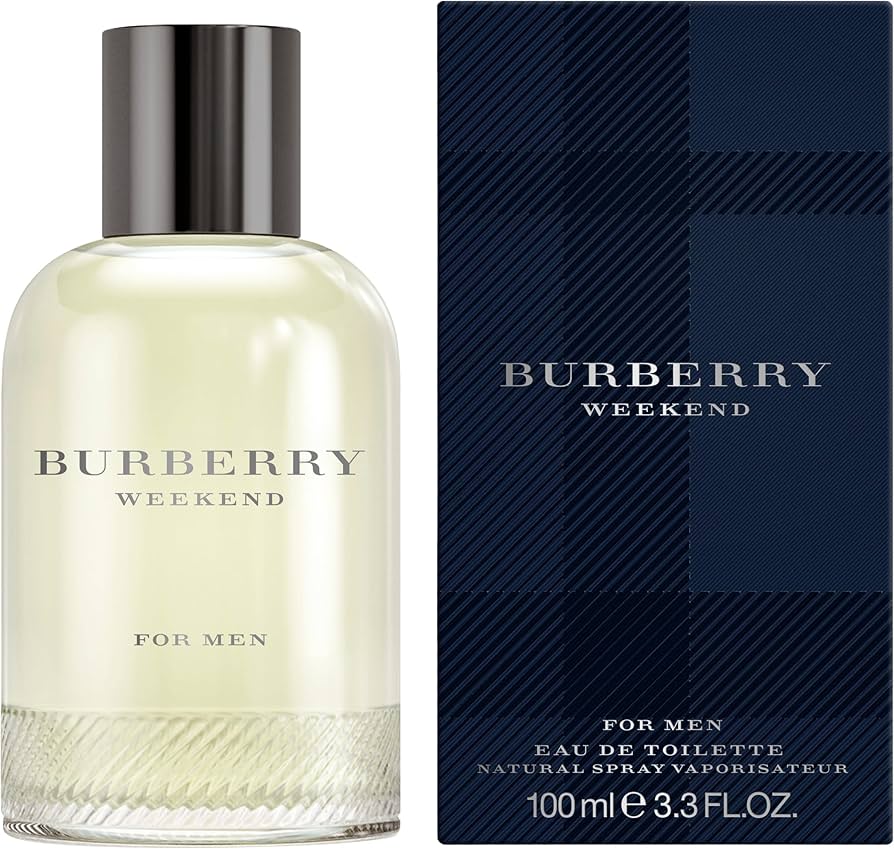 BURBERRY
WEEKEND
FOR MEN
BURBERRY
WEEKEND
FOR MEN
EAU DE TOILETTE
NATURAL SPRAY VAPORISATEUR
100 ml ℮ 3.3 FL.OZ.